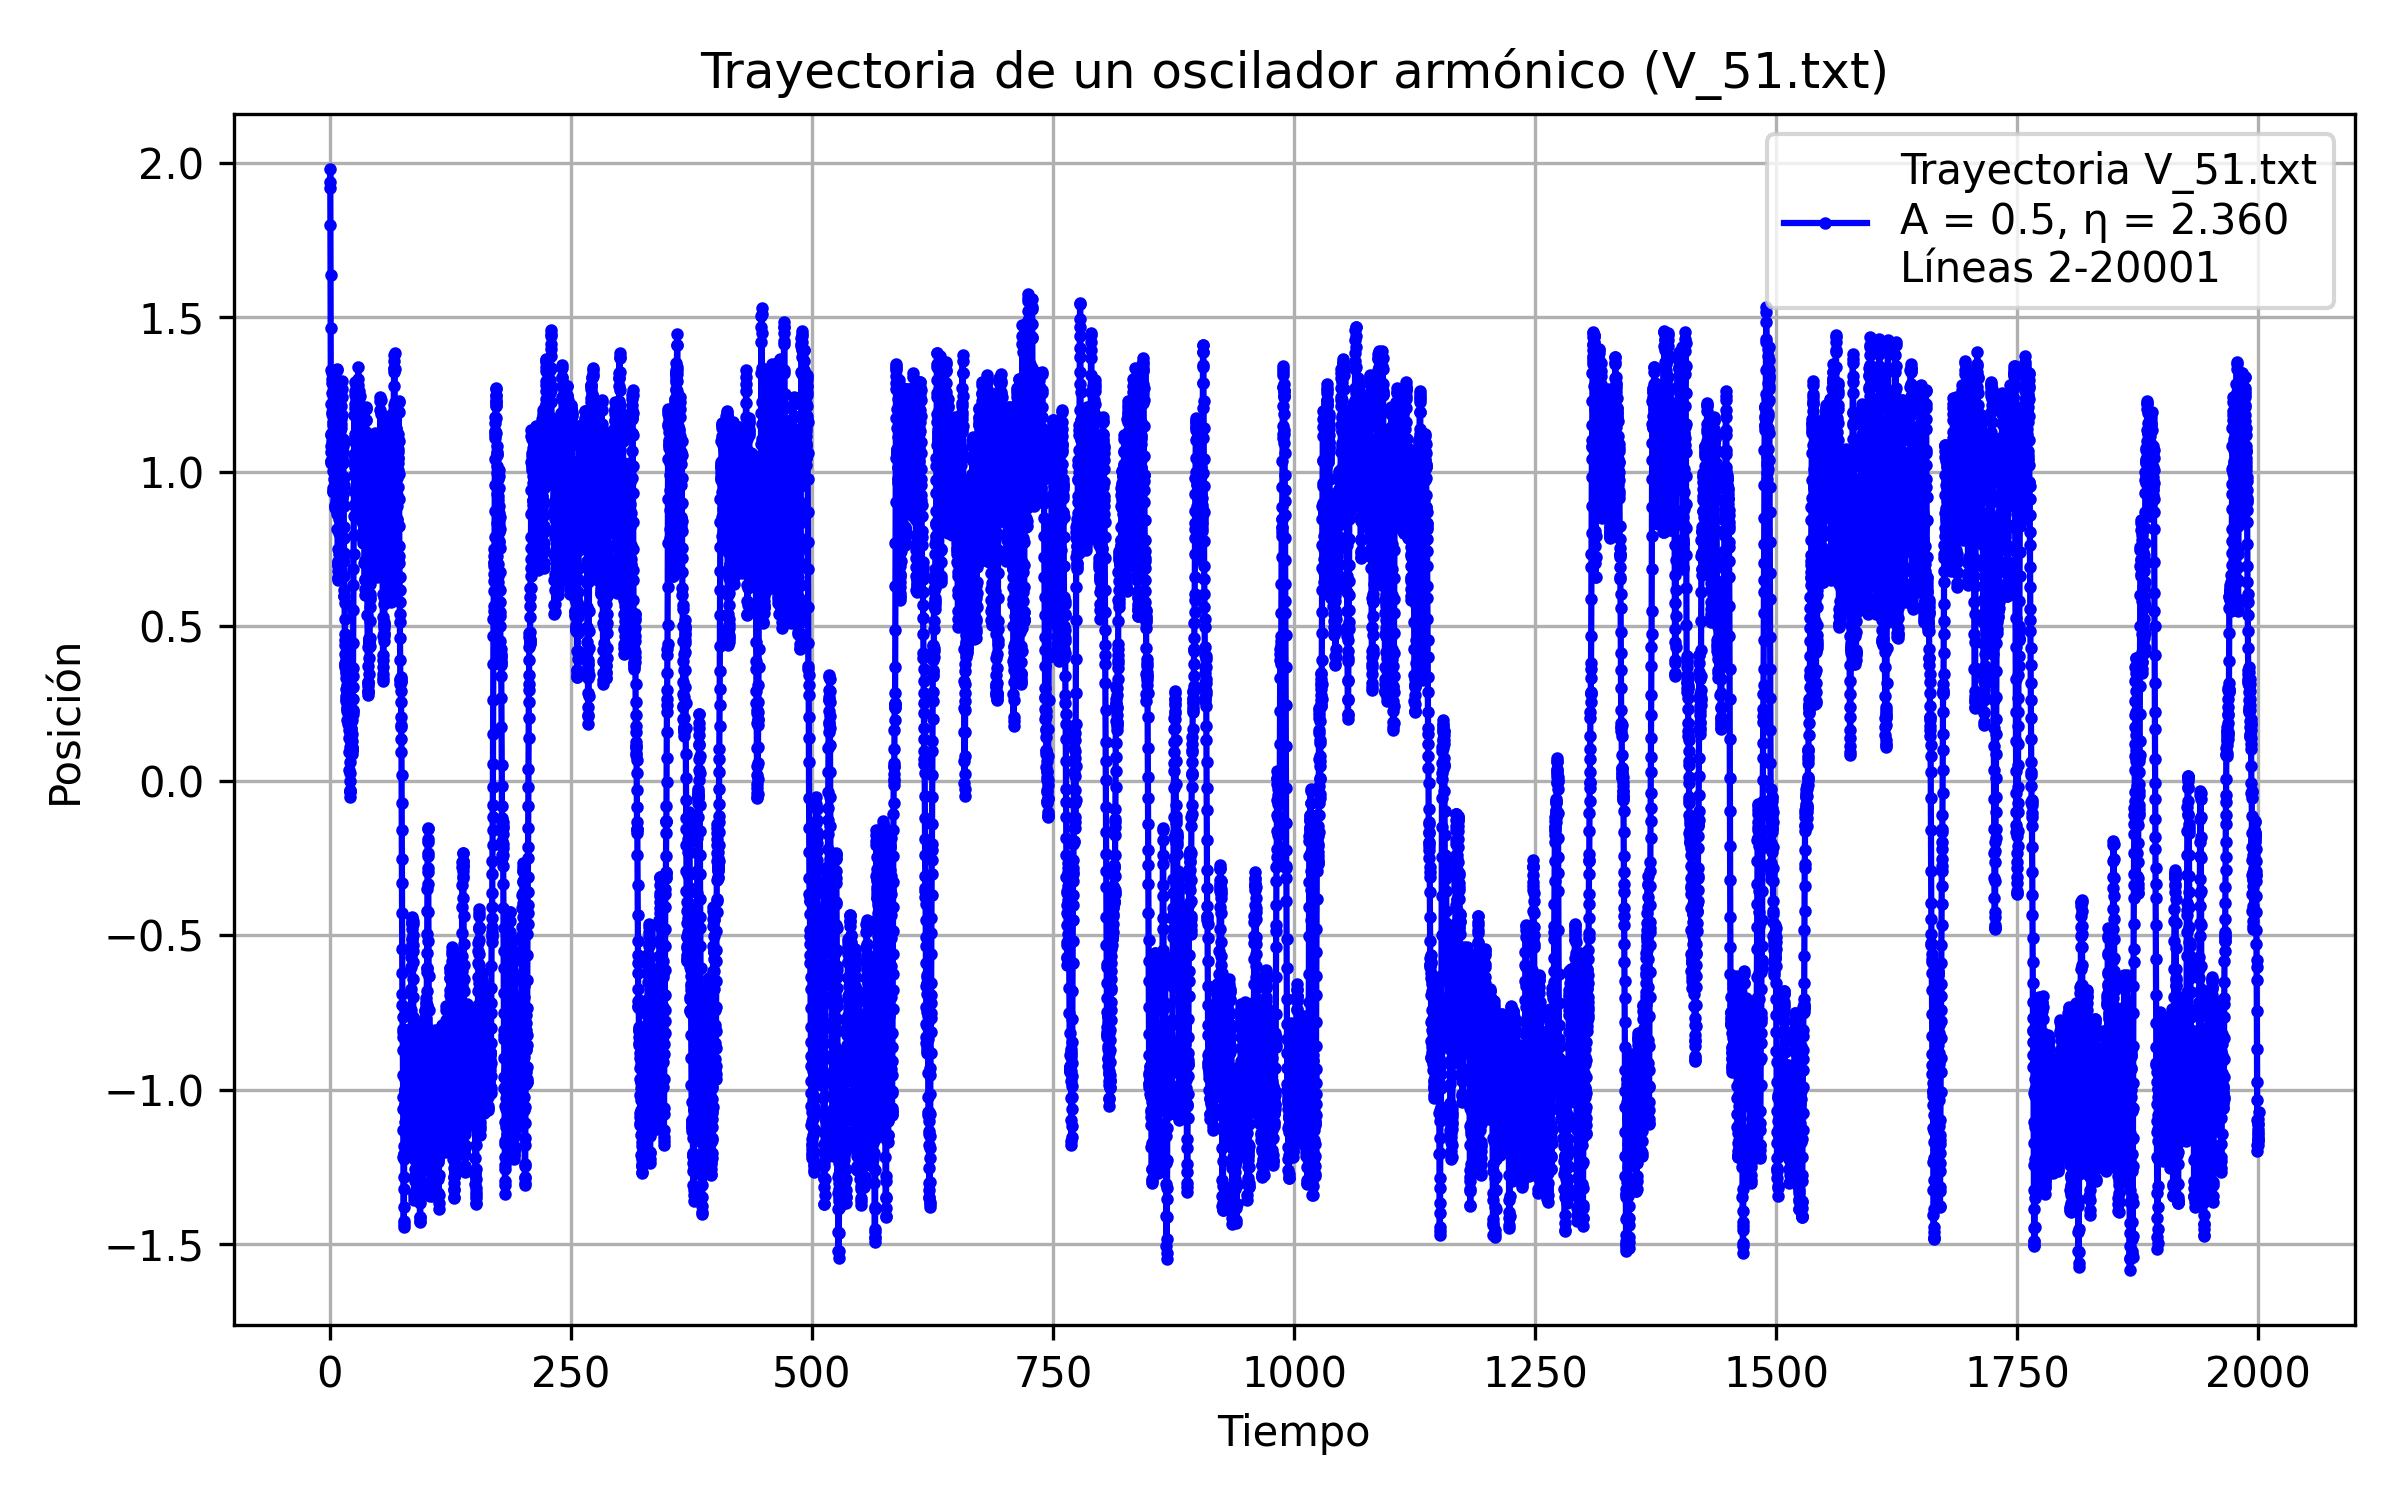 Trayectoria de un oscilador armónico (V_51.txt)
Trayectoria V_51.txt
A = 0.5, η = 2.360
Líneas 2-20001
2.0
1.5
1.0
0.5
0.0
−0.5
−1.0
−1.5
Posición
0 250 500 750 1000 1250 1500 1750 2000
Tiempo